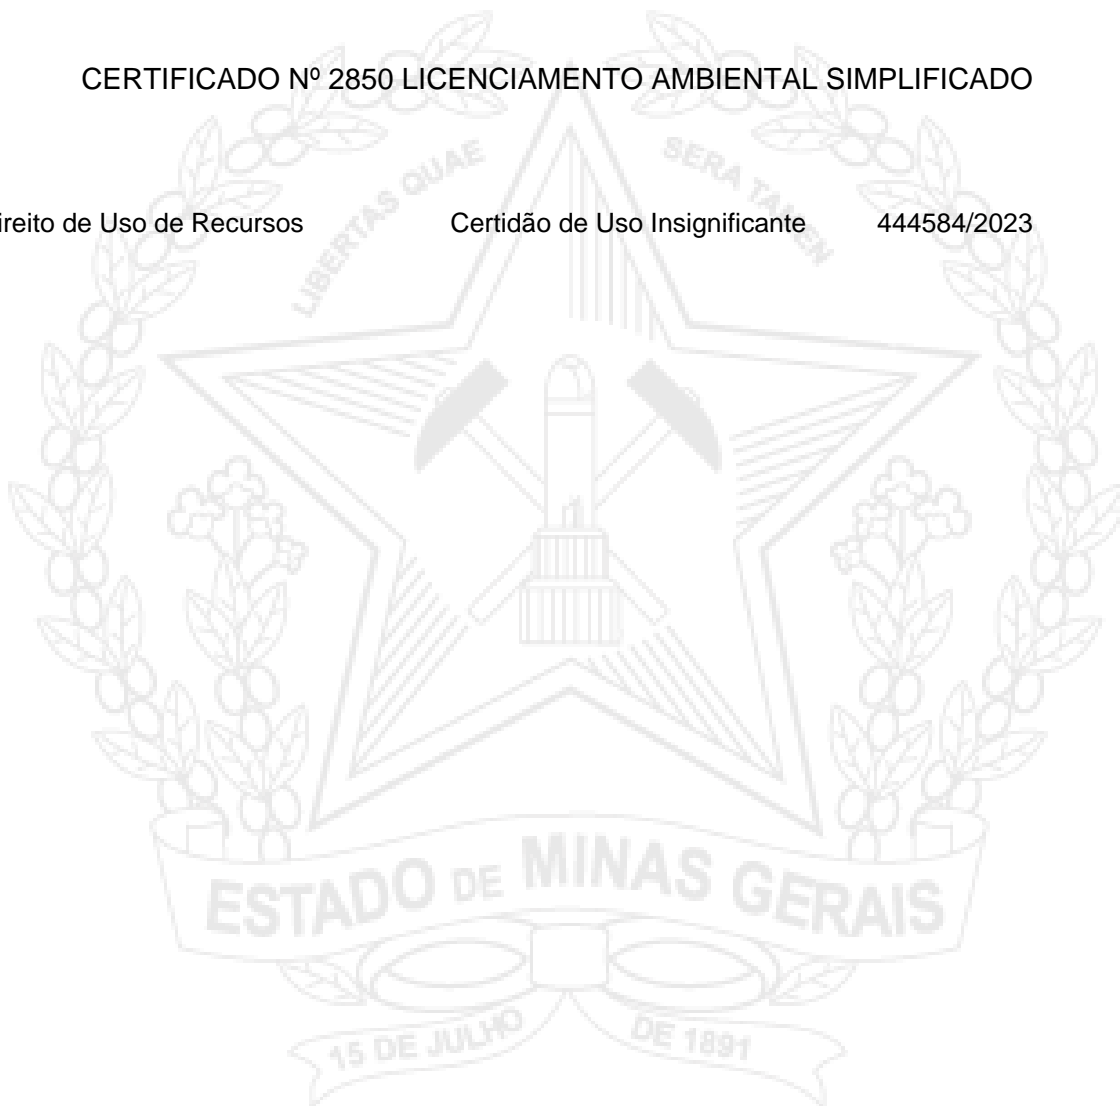 CERTIFICADO Nº 2850 LICENCIAMENTO AMBIENTAL SIMPLIFICADO
LIBERTAS QUAE SERA TAMEN
ireito de Uso de Recursos Certidão de Uso Insignificante 444584/2023
ESTADO DE MINAS GERAIS
15 DE JULHO DE 1891